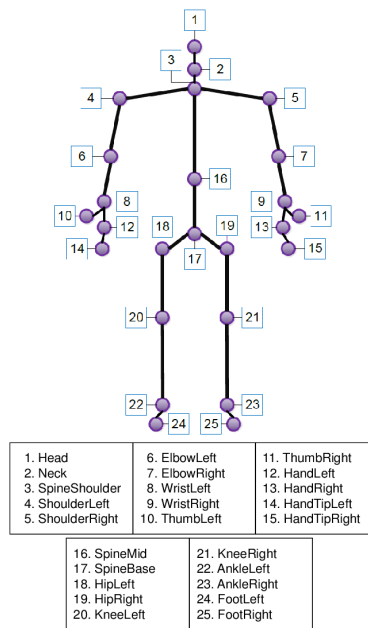 1
3
2
4
5
6
7
8
9
10
11
12
13
14
15
16
18
19
17
20
21
22
23
24
25
1. Head
2. Neck
3. SpineShoulder
4. ShoulderLeft
5. ShoulderRight
6. ElbowLeft
7. ElbowRight
8. WristLeft
9. WristRight
10. ThumbLeft
11. ThumbRight
12. HandLeft
13. HandRight
14. HandTipLeft
15. HandTipRight
16. SpineMid
17. SpineBase
18. HipLeft
19. HipRight
20. KneeLeft
21. KneeRight
22. AnkleLeft
23. AnkleRight
24. FootLeft
25. FootRight